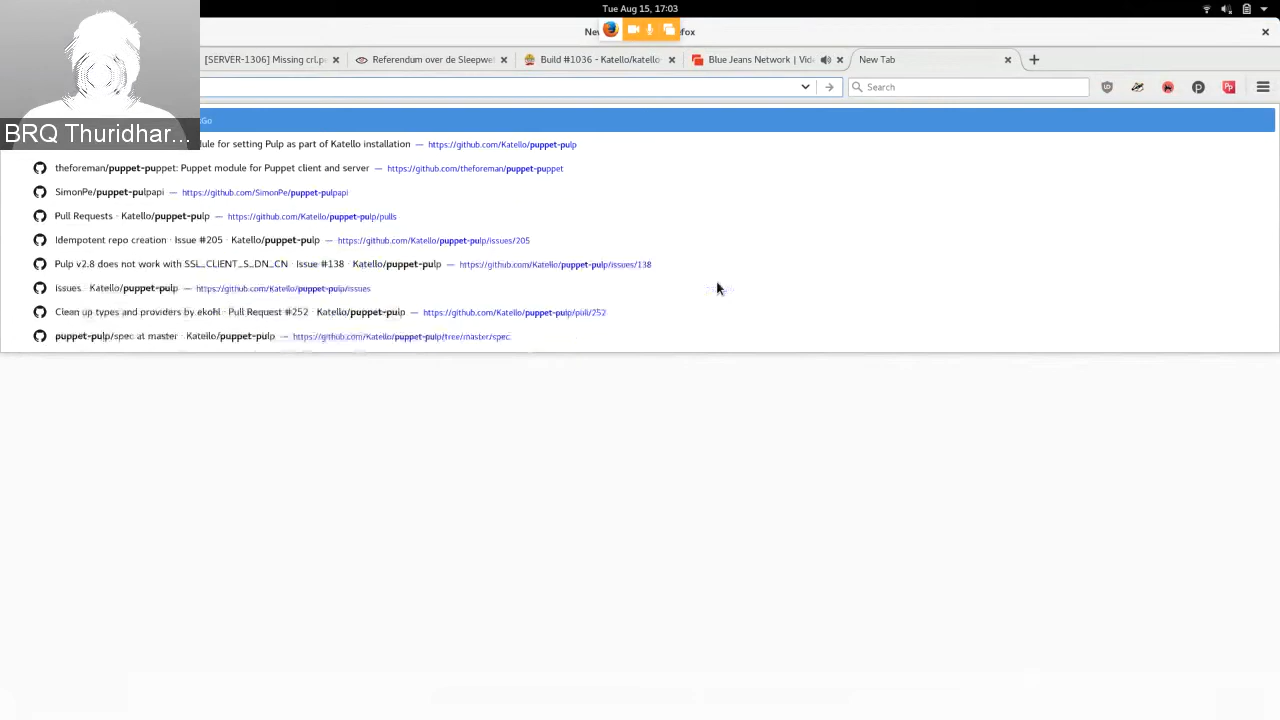 Tue Aug 15, 17:03
[SERVER-1306] Missing crl.p
Referendum over de Sleepwe
Build #1036 - Katello/katello
Blue Jeans Network | Vid
New Tab
Search
BRQ Thuridhar...
Go
ule for setting Pulp as part of Katello installation — https://github.com/Katello/puppet-pulp
theforeman/puppet-puppet: Puppet module for Puppet client and server — https://github.com/theforeman/puppet-puppet
SimonPe/puppet-pulpapi — https://github.com/SimonPe/puppet-pulpapi
Pull Requests · Katello/puppet-pulp — https://github.com/Katello/puppet-pulp/pulls
Idempotent repo creation · Issue #205 · Katello/puppet-pulp — https://github.com/Katello/puppet-pulp/issues/205
Pulp v2.8 does not work with SSL_CLIENT_S_DN_CN · Issue #138 · Katello/puppet-pulp — https://github.com/Katello/puppet-pulp/issues/138
Issues · Katello/puppet-pulp — https://github.com/Katello/puppet-pulp/issues
Clean up types and providers by ekohl · Pull Request #252 · Katello/puppet-pulp — https://github.com/Katello/puppet-pulp/pull/252
puppet-pulp/spec at master · Katello/puppet-pulp — https://github.com/Katello/puppet-pulp/tree/master/spec